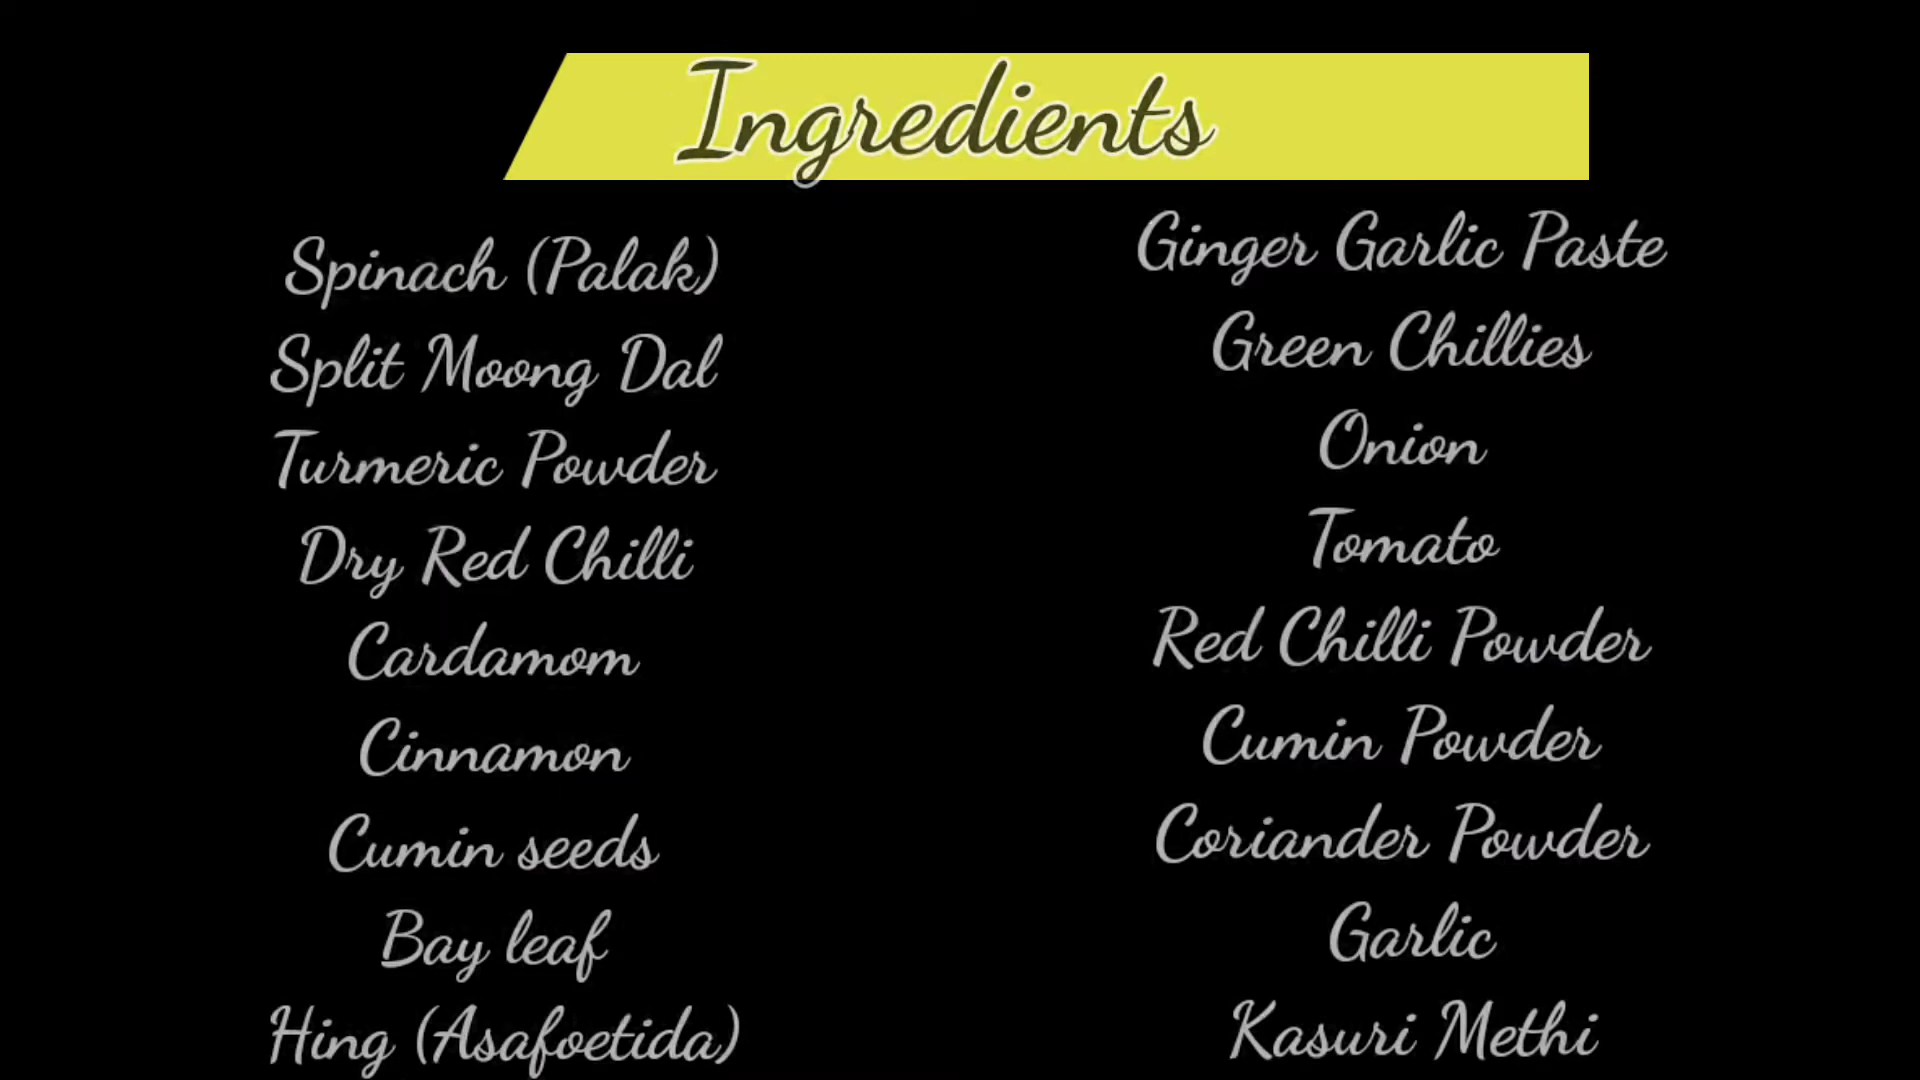 Ingredients
Spinach (Palak)
Split Moong Dal
Turmeric Powder
Dry Red Chilli
Cardamom
Cinnamon
Cumin seeds
Bay leaf
Hing (Asafoetida)
Ginger Garlic Paste
Green Chillies
Onion
Tomato
Red Chilli Powder
Cumin Powder
Coriander Powder
Garlic
Kasuri Methi